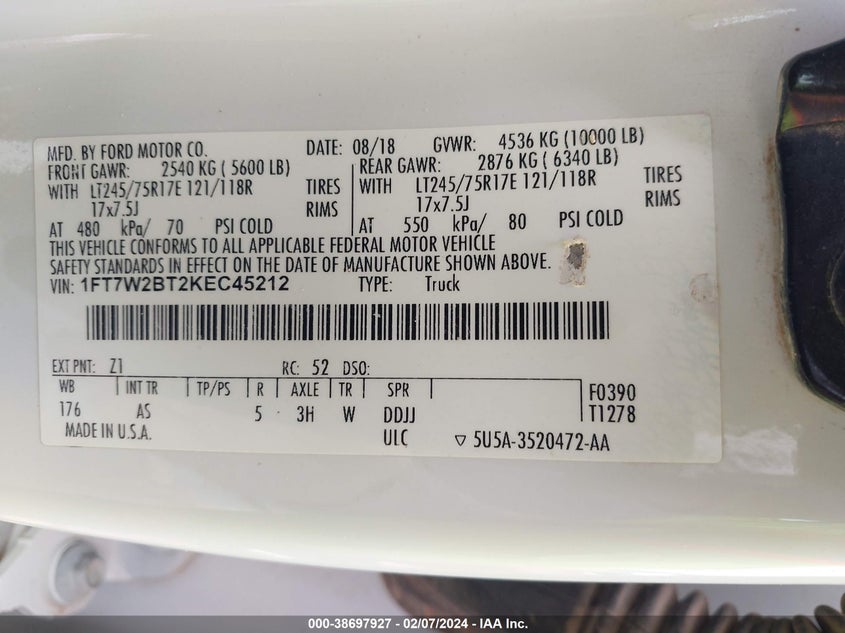 MFD. BY FORD MOTOR CO. DATE: 08/18 GVWR: 4536 KG (10000 LB)
FRONT GAWR: 2540 KG ( 5600 LB) REAR GAWR: 2876 KG ( 6340 LB)
WITH LT245/75R17E 121/118R TIRES WITH LT245/75R17E 121/118R TIRES
17x7.5J RIMS 17x7.5J RIMS
AT 480 kPa/ 70 PSI COLD AT 550 kPa/ 80 PSI COLD
THIS VEHICLE CONFORMS TO ALL APPLICABLE FEDERAL MOTOR VEHICLE
SAFETY STANDARDS IN EFFECT ON THE DATE OF MANUFACTURE SHOWN ABOVE.
VIN: 1FT7W2BT2KEC45212 TYPE: Truck
EXT PNT: Z1 RC: 52 DSO:
WB INT TR TP/PS R AXLE TR SPR F0390
176 AS 5 3H W DDJJ T1278
MADE IN U.S.A. ULC ▽ 5U5A-3520472-AA
000-38697927 - 02/07/2024 - IAA Inc.